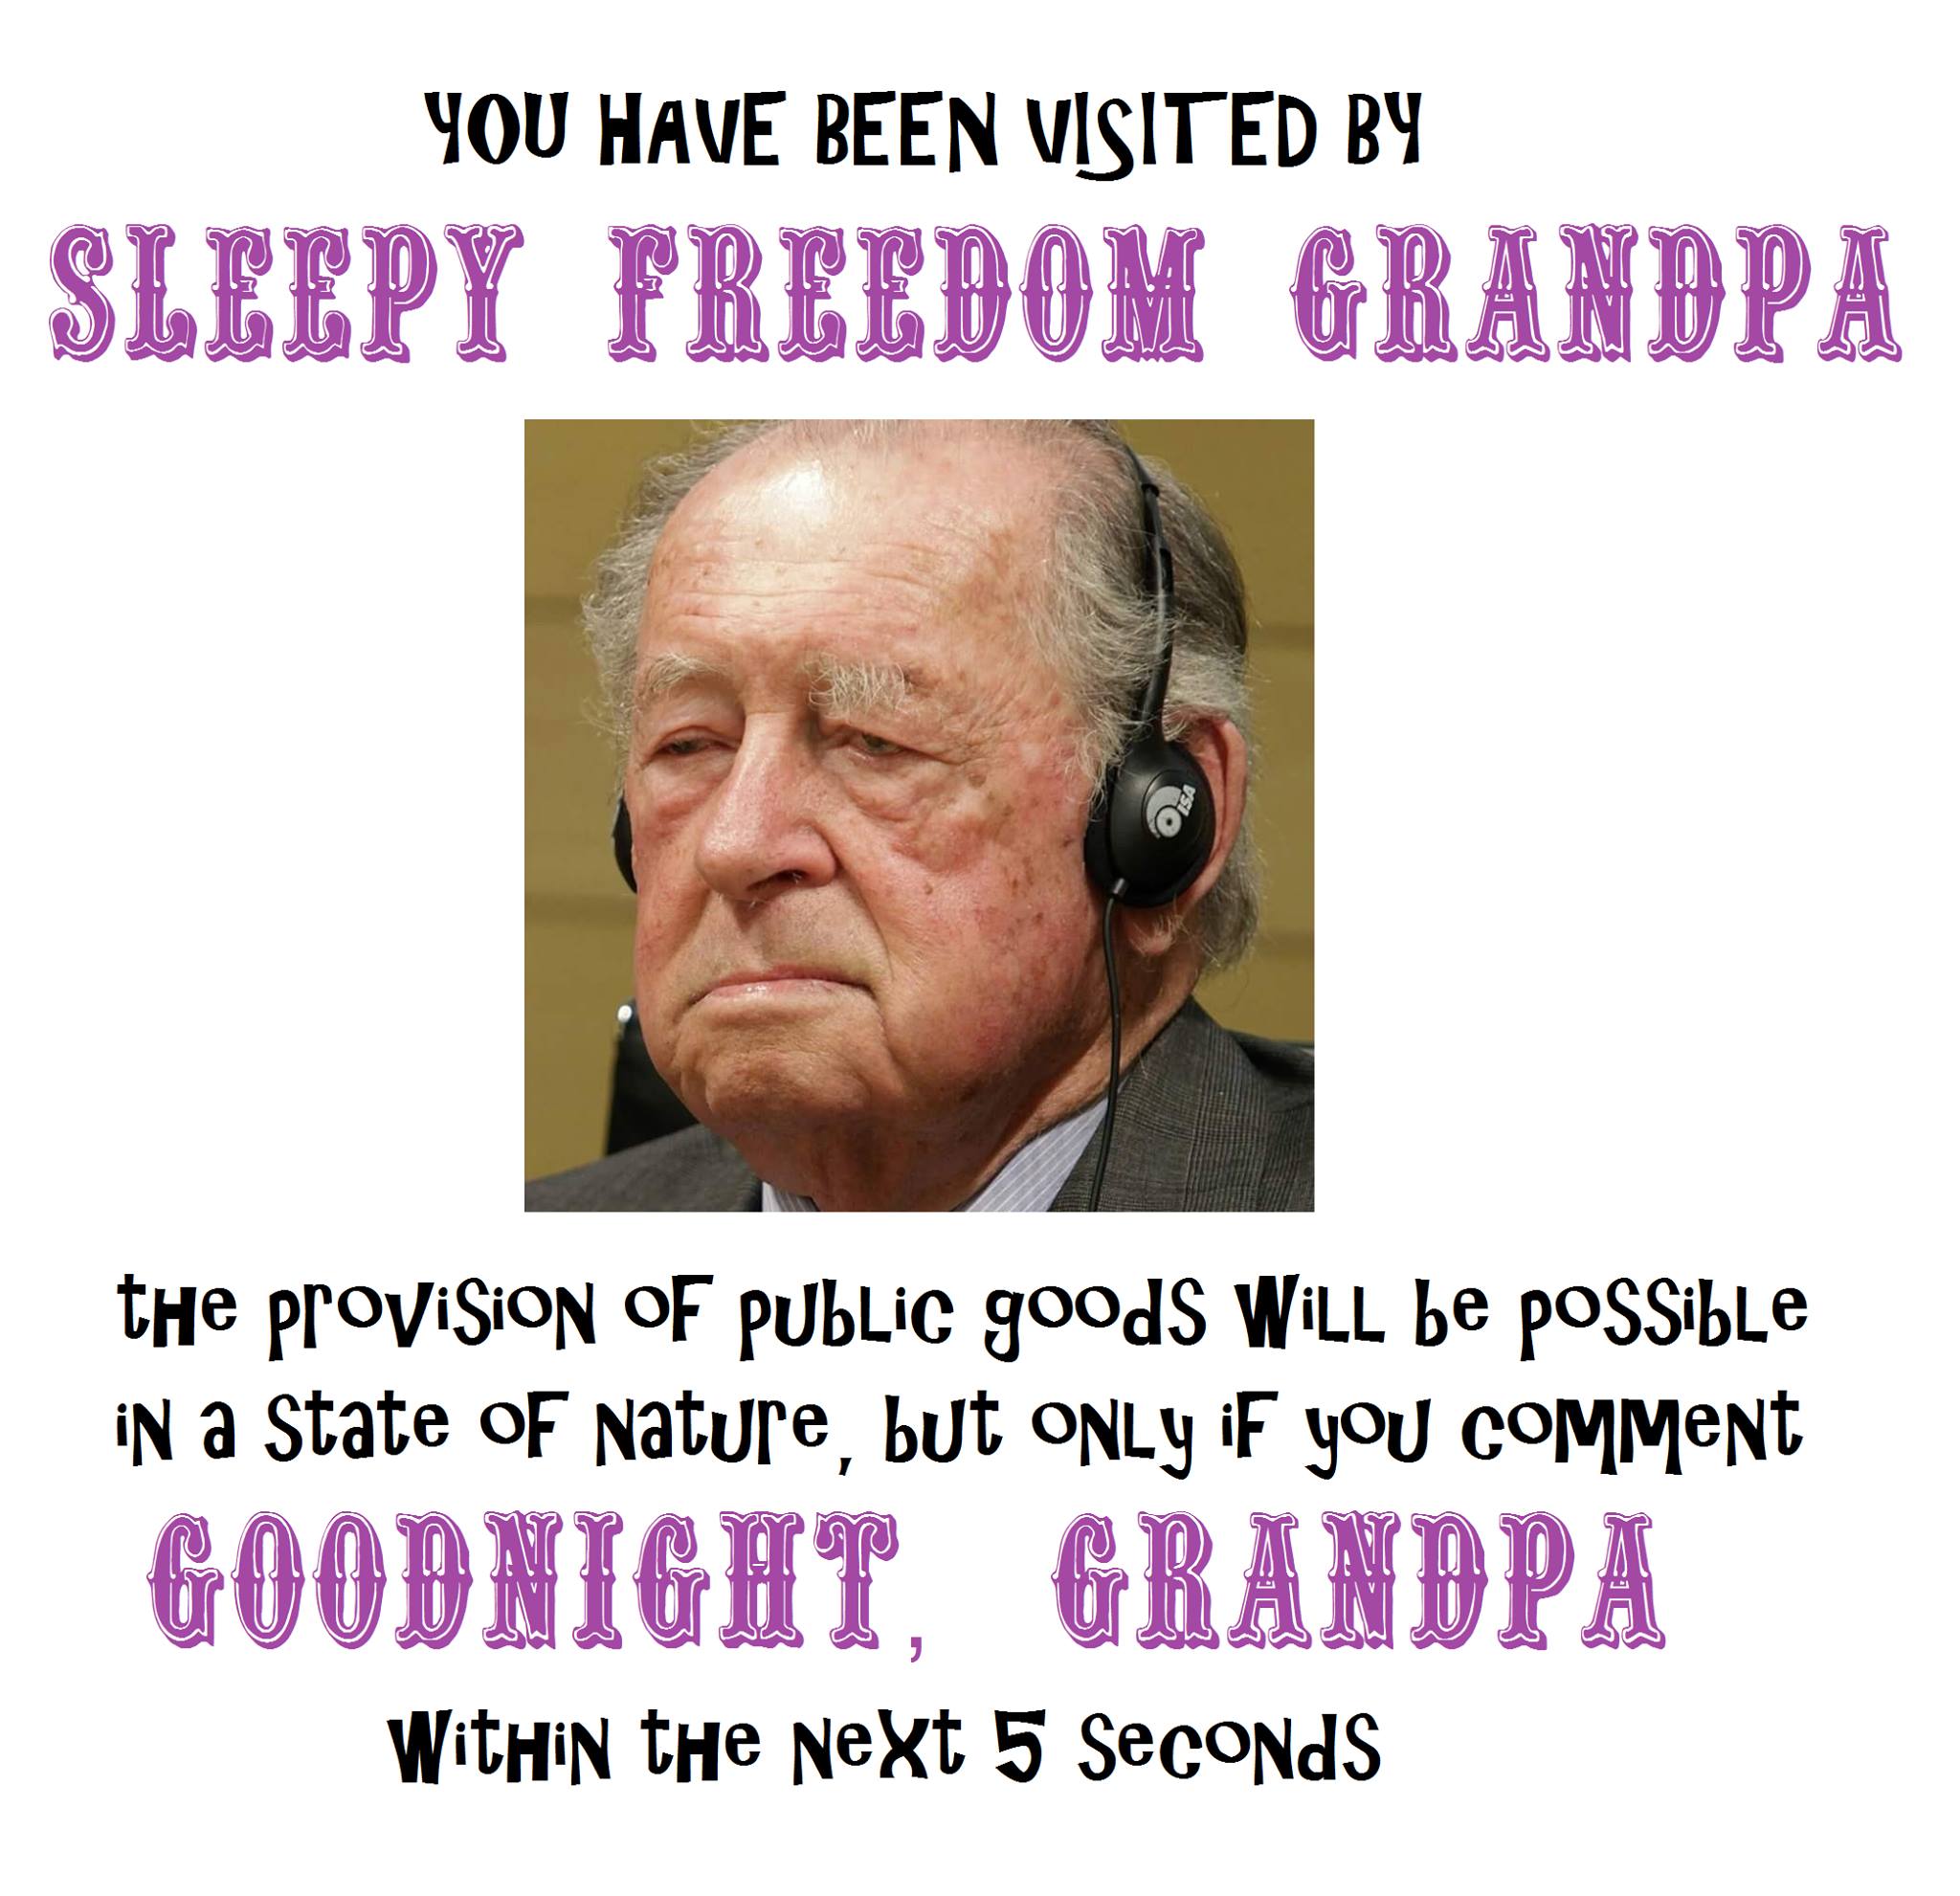 YOU HAVE BEEN VISITED BY
SLEEPY FREEDOM GRANDPA
ISA
the provision of public goods will be possible
in a state of nature, but only if you comment
GOODNIGHT, GRANDPA
within the next 5 seconds